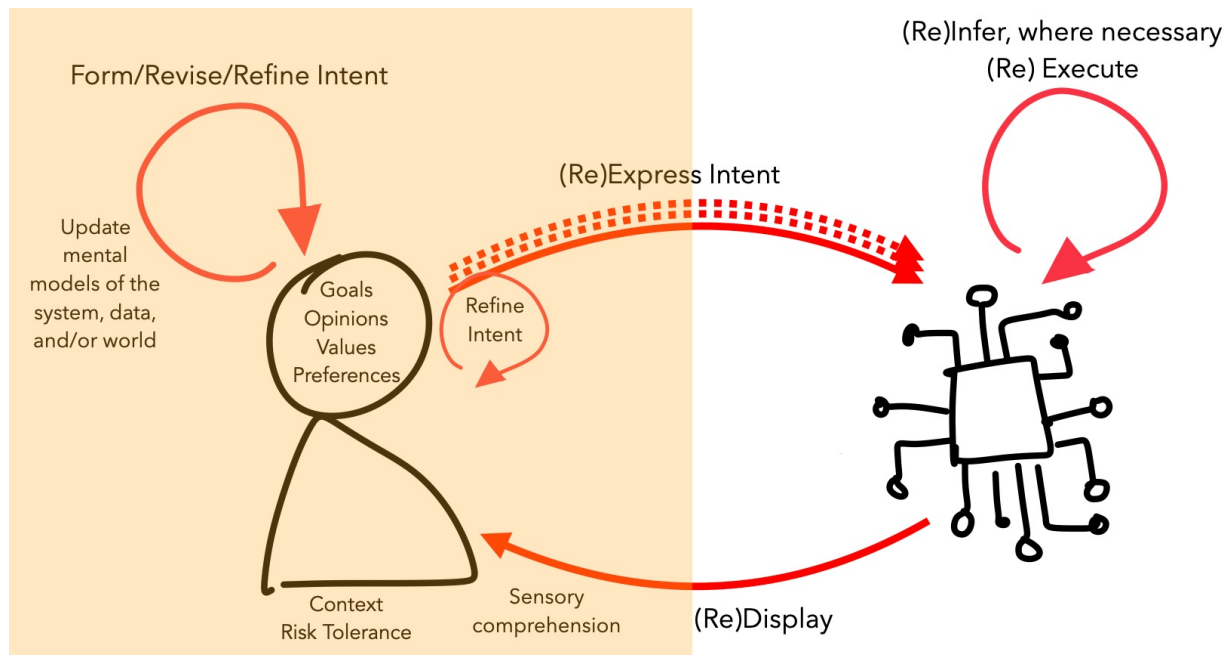 (Re)Infer, where necessary
(Re) Execute
Form/Revise/Refine Intent
(Re)Express Intent
Update
mental
models of the
system, data,
and/or world
Goals
Opinions
Values
Preferences
Refine
Intent
Context
Risk Tolerance
Sensory
comprehension
(Re)Display